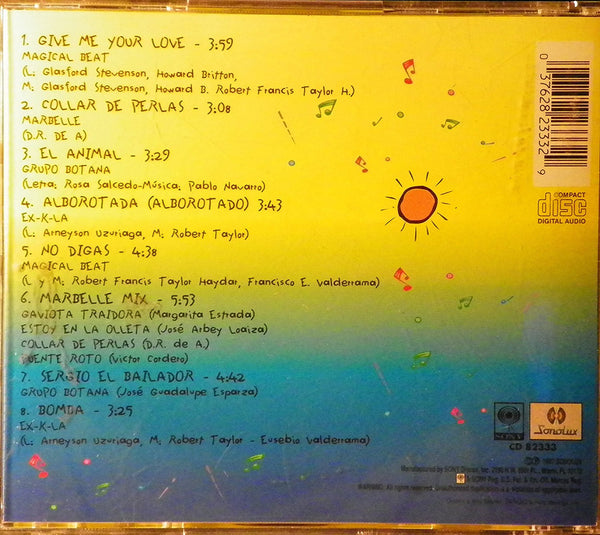 1. GIVE ME YOUR LOVE - 3:59
MAGICAL BEAT
(L: Glasford Stevenson, Howard Britton,
M: Glasford Stevenson, Howard B. Robert Francis Taylor H.)
2. COLLAR DE PERLAS - 3:08
MARBELLE
(D.R. DE A)
3. EL ANIMAL - 3:29
GRUPO BOTANA
(Letra: Rosa Salcedo-Música: Pablo Navarro)
4. ALBOROTADA (ALBOROTADO) 3:43
EX-K-LA
(L: Arneyson Uzuriaga, M: Robert Taylor)
5. NO DIGAS - 4:38
MAGICAL BEAT
(L y M: Robert Francis Taylor Haydar, Francisco E. Valderrama)
6. MARBELLE MIX - 5:53
GAVIOTA TRAIDORA (Margarita Estrada)
ESTOY EN LA OLLETA (José Arbey Loaiza)
COLLAR DE PERLAS (D.R. de A.)
PUENTE ROTO (Victor Cordero)
7. SERGIO EL BAILADOR - 4:42
GRUPO BOTANA (José Guadalupe Esparza)
8. BOMBA - 3:25
EX-K-LA
(L: Arneyson Uzuriaga, M: Robert Taylor - Eusebio Valderrama)
0 37628 23332 9
COMPACT
disc
DIGITAL AUDIO
SONY
Sonolux
CD 82333